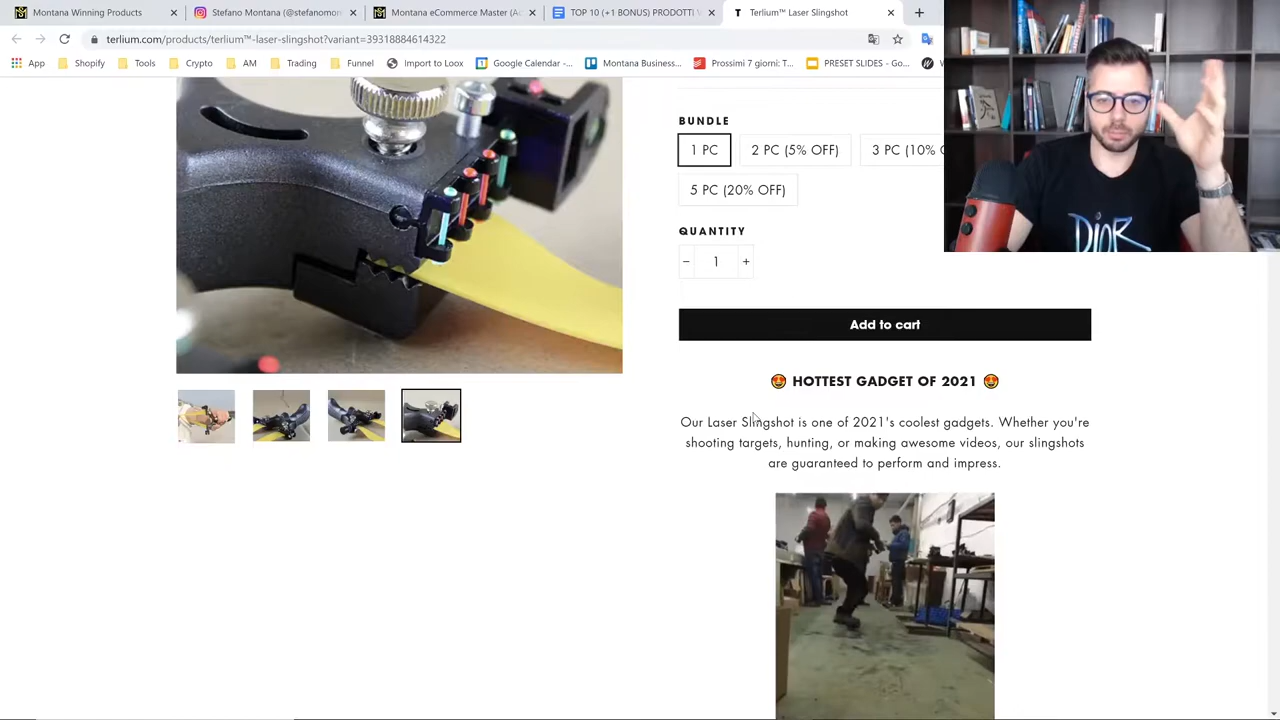 Montana Winning Products
Stefano Montana (@stefanomon
Montana eCommerce Master (Ac
TOP 10 (+1 BONUS) PRODOTTI V
Terlium™ Laser Slingshot
terlium.com/products/terlium™-laser-slingshot?variant=39318884614322
App
Shopify
Tools
Crypto
AM
Trading
Funnel
Import to Loox
Google Calendar -...
Montana Business...
Prossimi 7 giorni: T...
PRESET SLIDES - Go...
BUNDLE
1 PC
2 PC (5% OFF)
3 PC (10% O
5 PC (20% OFF)
QUANTITY
− 1 +
Add to cart
🤩 HOTTEST GADGET OF 2021 🤩
Our Laser Slingshot is one of 2021's coolest gadgets. Whether you're
shooting targets, hunting, or making awesome videos, our slingshots
are guaranteed to perform and impress.
DIOR